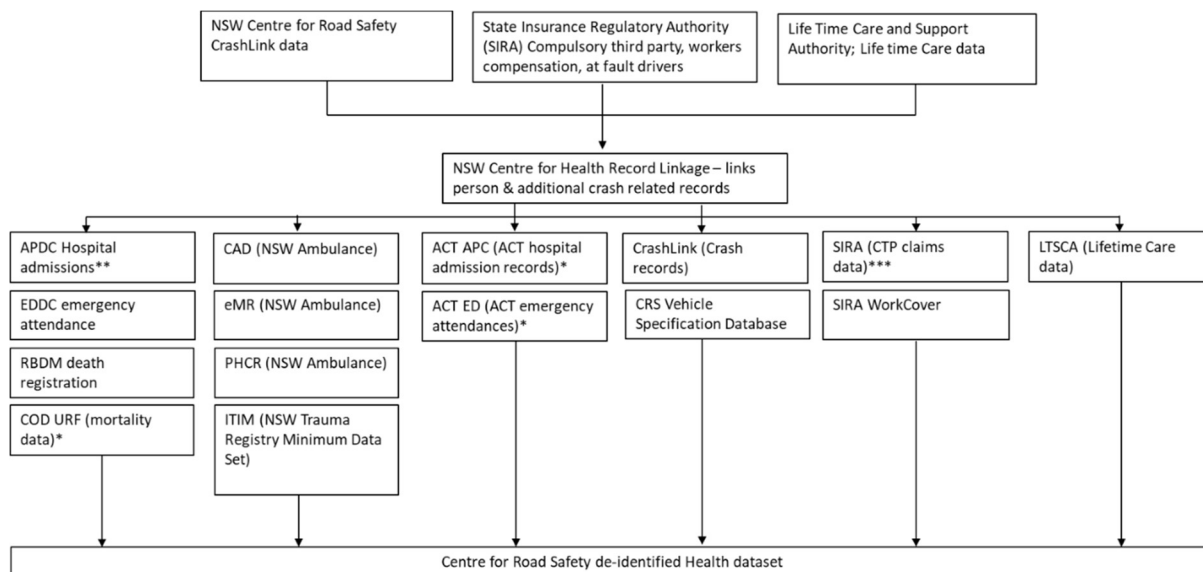 NSW Centre for Road Safety
CrashLink data
State Insurance Regulatory Authority
(SIRA) Compulsory third party, workers
compensation, at fault drivers
Life Time Care and Support
Authority; Life time Care data
NSW Centre for Health Record Linkage – links
person & additional crash related records
APDC Hospital
admissions**
EDDC emergency
attendance
RBDM death
registration
COD URF (mortality
data)*
CAD (NSW Ambulance)
eMR (NSW Ambulance)
PHCR (NSW Ambulance)
ITIM (NSW Trauma
Registry Minimum Data
Set)
ACT APC (ACT hospital
admission records)*
ACT ED (ACT emergency
attendances)*
CrashLink (Crash
records)
CRS Vehicle
Specification Database
SIRA (CTP claims
data)***
SIRA WorkCover
LTSCA (Lifetime Care
data)
Centre for Road Safety de-identified Health dataset